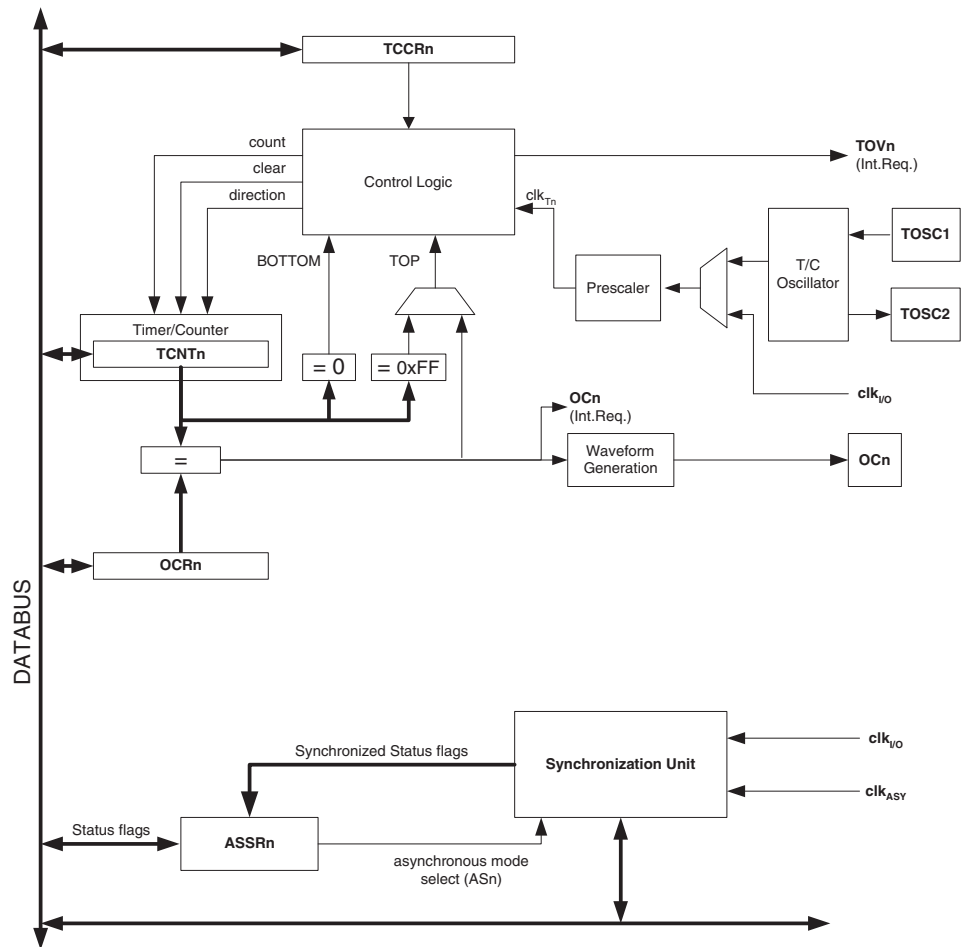 TCCRn
count
clear
direction
Control Logic
TOVn
(Int.Req.)
clkTn
BOTTOM
TOP
TOSC1
T/C
Oscillator
Prescaler
TOSC2
Timer/Counter
TCNTn
= 0
= 0xFF
clkI/O
OCn
(Int.Req.)
=
Waveform
Generation
OCn
OCRn
DATABUS
Synchronized Status flags
Synchronization Unit
clkI/O
clkASY
Status flags
ASSRn
asynchronous mode
select (ASn)